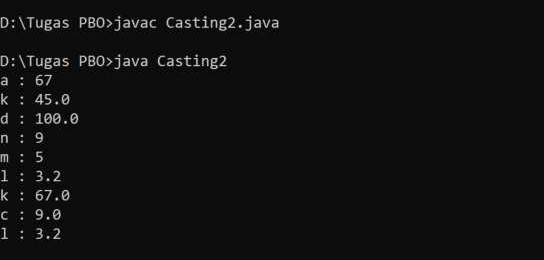 D:\Tugas PBO>javac Casting2.java
D:\Tugas PBO>java Casting2
a : 67
k : 45.0
d : 100.0
n : 9
m : 5
l : 3.2
k : 67.0
c : 9.0
l : 3.2